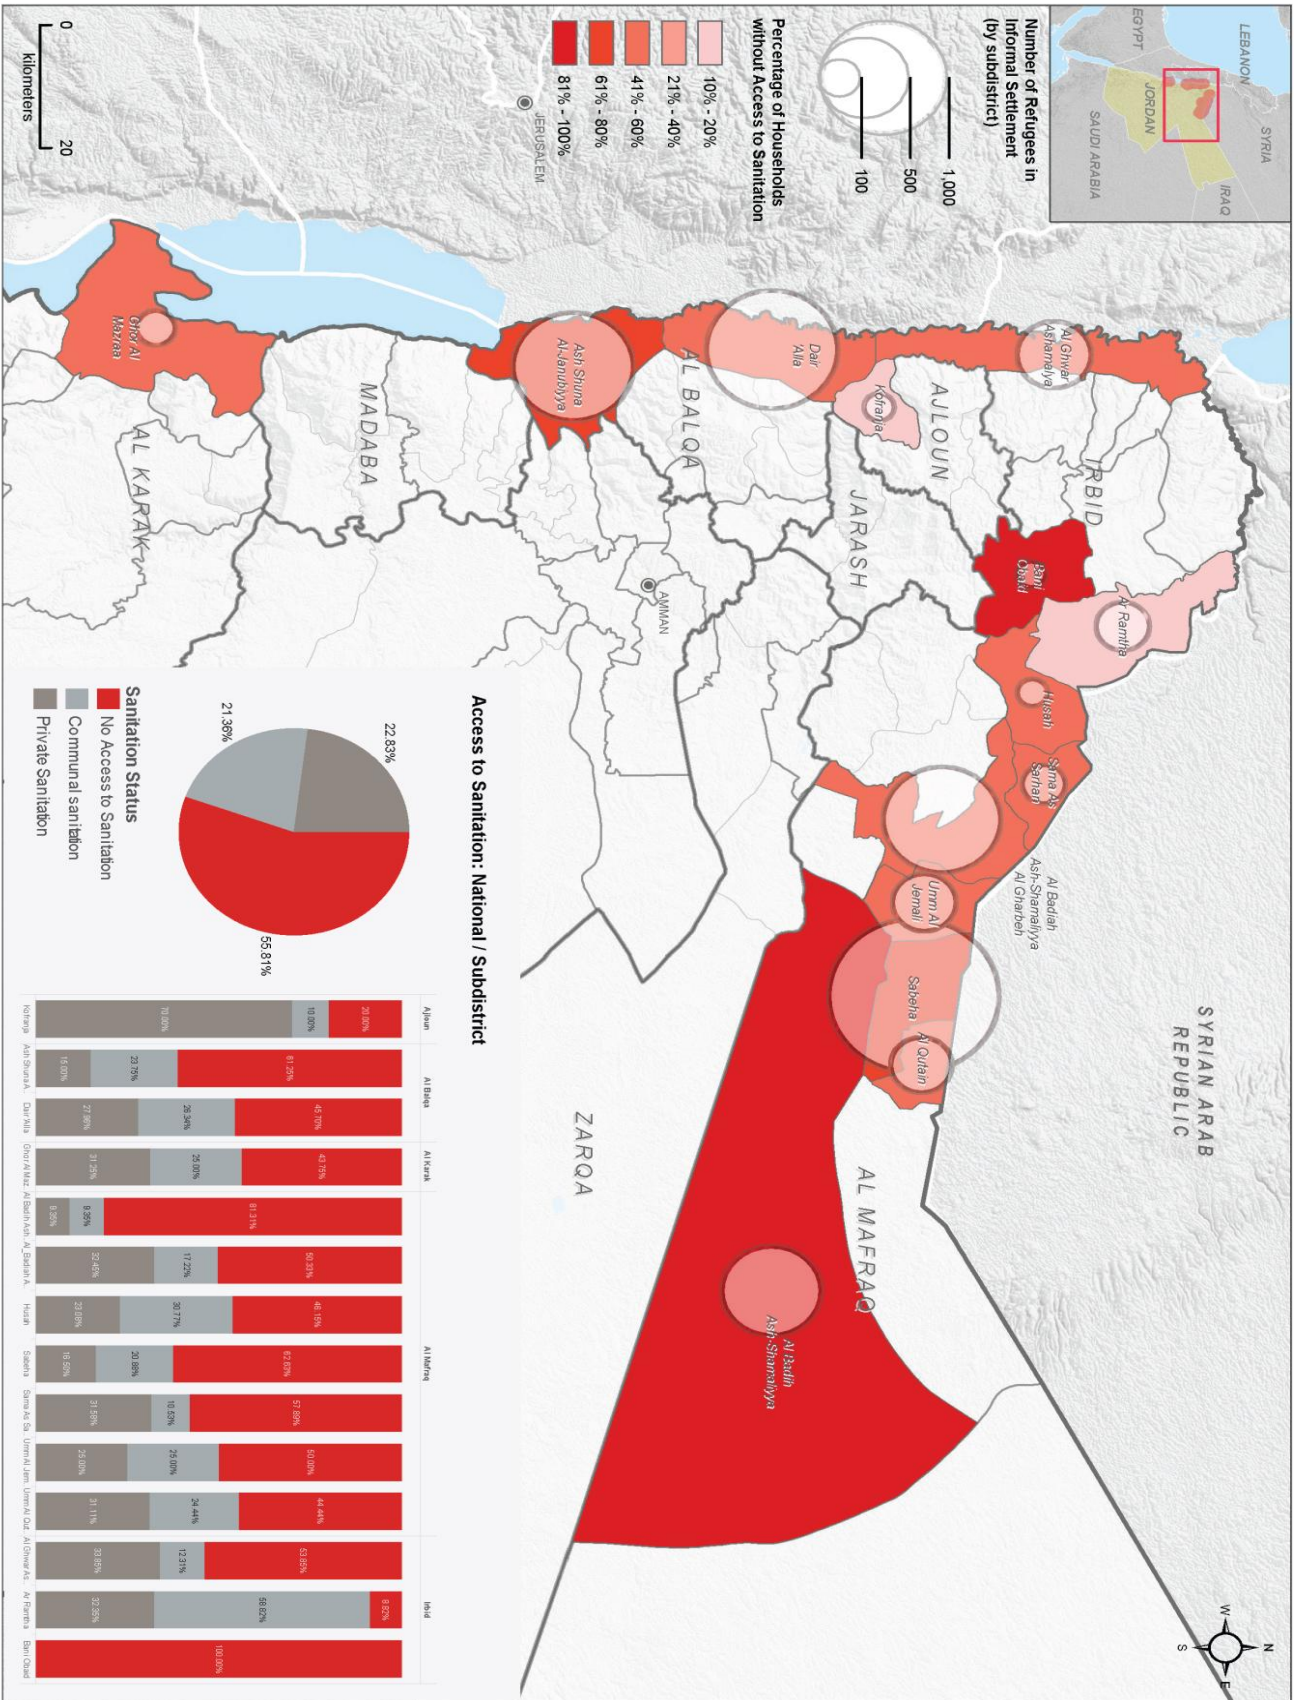 LEBANON
SYRIA
IRAQ
EGYPT
JORDAN
SAUDI ARABIA
Number of Refugees in
Informal Settlement
(by subdistrict)
1,000
500
100
Percentage of Households
without Access to Sanitation
10% - 20%
21% - 40%
41% - 60%
61% - 80%
81% - 100%
0
20
kilometers
JERUSALEM
N
W
E
S
SYRIAN ARAB
REPUBLIC
Al Ghwar
Ashamalya
IRBID
Ar Ramtha
Bani
Obaid
Husah
Sama As
Sarhan
Al Badiah
Ash-Shamaliyya
Al Gharbeh
AJLOUN
Kofranja
JARASH
Umm Al
Jemali
Sabeha
Al Qutain
AL MAFRAQ
Al Badih
Ash-Shamaliyya
Dair
'Alla
AL BALQA
Ash Shuna
Al-Janubiyya
AMMAN
ZARQA
MADABA
Ghor Al
Mazraa
AL KARAK
Access to Sanitation: National / Subdistrict
22.83%
21.36%
55.81%
Sanitation Status
No Access to Sanitation
Communal sanitation
Private Sanitation
Ajloun
Al Balqa
Al Karak
Al Mafraq
Irbid
20.00%
10.00%
70.00%
Kofranja
61.25%
23.75%
15.00%
Ash Shuna A..
45.70%
26.34%
27.96%
Dair 'Alla
43.75%
25.00%
31.25%
Ghor Al Maz..
81.31%
9.35%
9.35%
Al Badih Ash..
50.33%
17.22%
32.45%
Al_Badiah A..
46.15%
30.77%
23.08%
Husah
62.63%
20.88%
16.50%
Sabeha
57.89%
10.53%
31.58%
Sama As Sa..
50.00%
25.00%
25.00%
Umm Al Jem..
44.44%
24.44%
31.11%
Umm Al Qut..
53.85%
12.31%
33.85%
Al Ghwar As..
8.82%
58.82%
32.35%
Ar Ramtha
100.00%
Bani Obaid